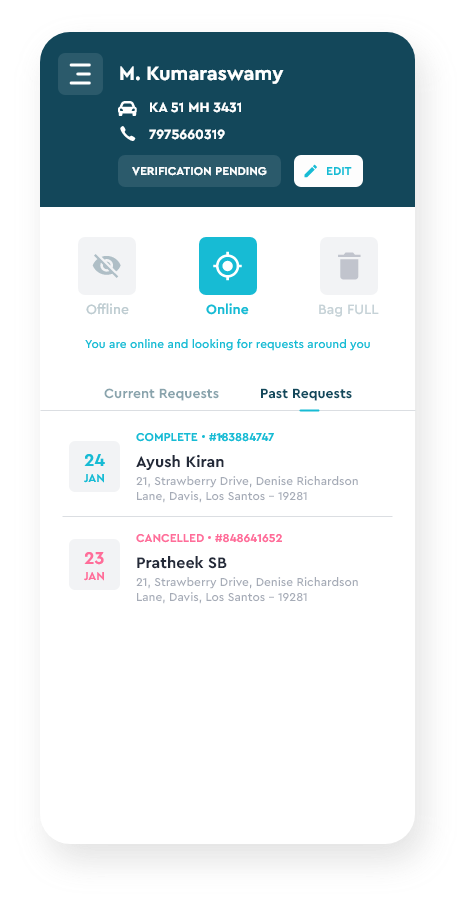 M. Kumaraswamy
KA 51 MH 3431
7975660319
VERIFICATION PENDING
EDIT
Offline
Online
Bag FULL
You are online and looking for requests around you
Current Requests
Past Requests
24
JAN
COMPLETE • #183884747
Ayush Kiran
21, Strawberry Drive, Denise Richardson
Lane, Davis, Los Santos - 19281
23
JAN
CANCELLED • #848641652
Pratheek SB
21, Strawberry Drive, Denise Richardson
Lane, Davis, Los Santos - 19281